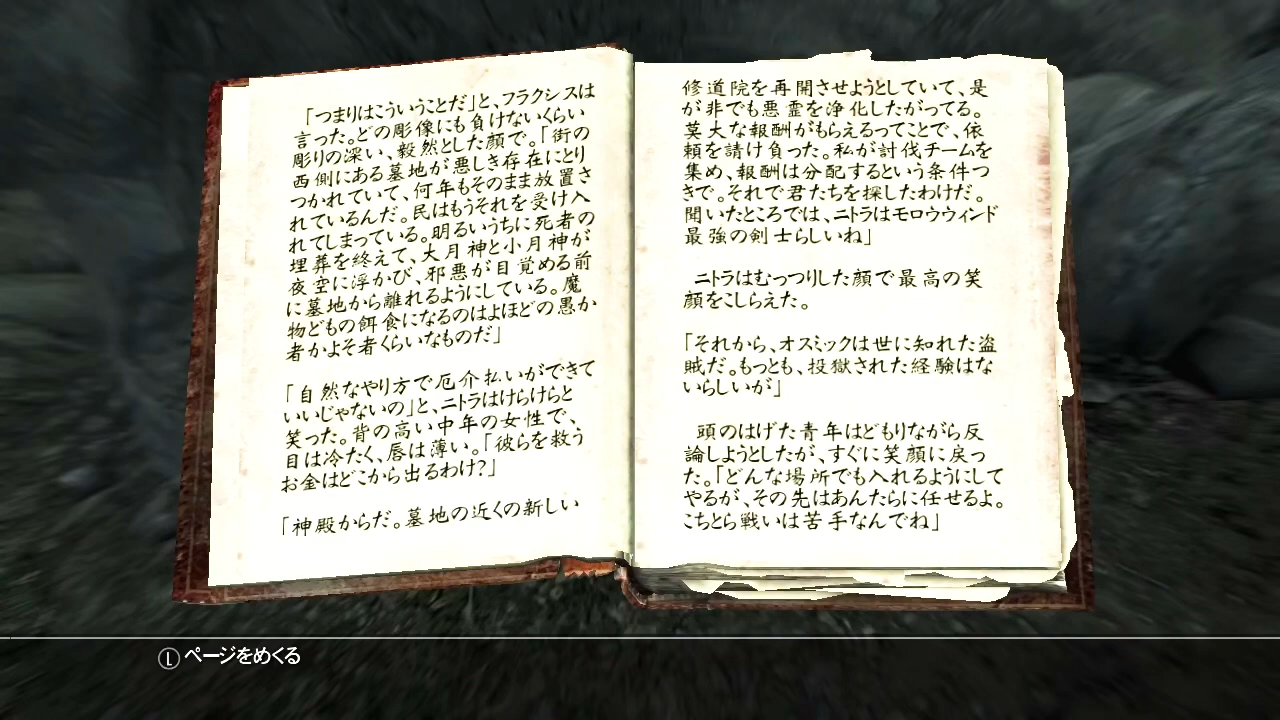 「つまりはこういうことだ」と、フラクシスは
言った。どの彫像にも負けないくらい
彫りの深い、毅然とした顔で。「街の
西側にある墓地が悪しき存在にとり
つかれていて、何年もそのまま放置さ
れているんだ。民はもうそれを受け入
れてしまっている。明るいうちに死者の
埋葬を終えて、大月神と小月神が
夜空に浮かび、邪悪が目覚める前
に墓地から離れるようにしている。魔
物どもの餌食になるのはよほどの愚か
者かよそ者くらいなものだ」
「自然なやり方で厄介払いができて
いいじゃないの」と、ニトラはけらけらと
笑った。背の高い中年の女性で、
目は冷たく、唇は薄い。「彼らを救う
お金はどこから出るわけ?」
「神殿からだ。墓地の近くの新しい
修道院を再開させようとしていて、是
が非でも悪霊を浄化したがってる。
莫大な報酬がもらえるってことで、依
頼を請け負った。私が討伐チームを
集め、報酬は分配するという条件つ
きで。それで君たちを探したわけだ。
聞いたところでは、ニトラはモロウウィンド
最強の剣士らしいね」
ニトラはむっつりした顔で最高の笑
顔をこしらえた。
「それから、オスミックは世に知れた盗
賊だ。もっとも、投獄された経験はな
いらしいが」
頭のはげた青年はどもりながら反
論しようとしたが、すぐに笑顔に戻っ
た。「どんな場所でも入れるようにして
やるが、その先はあんたらに任せるよ。
こちとら戦いは苦手なんでね」
Ⓛページをめくる